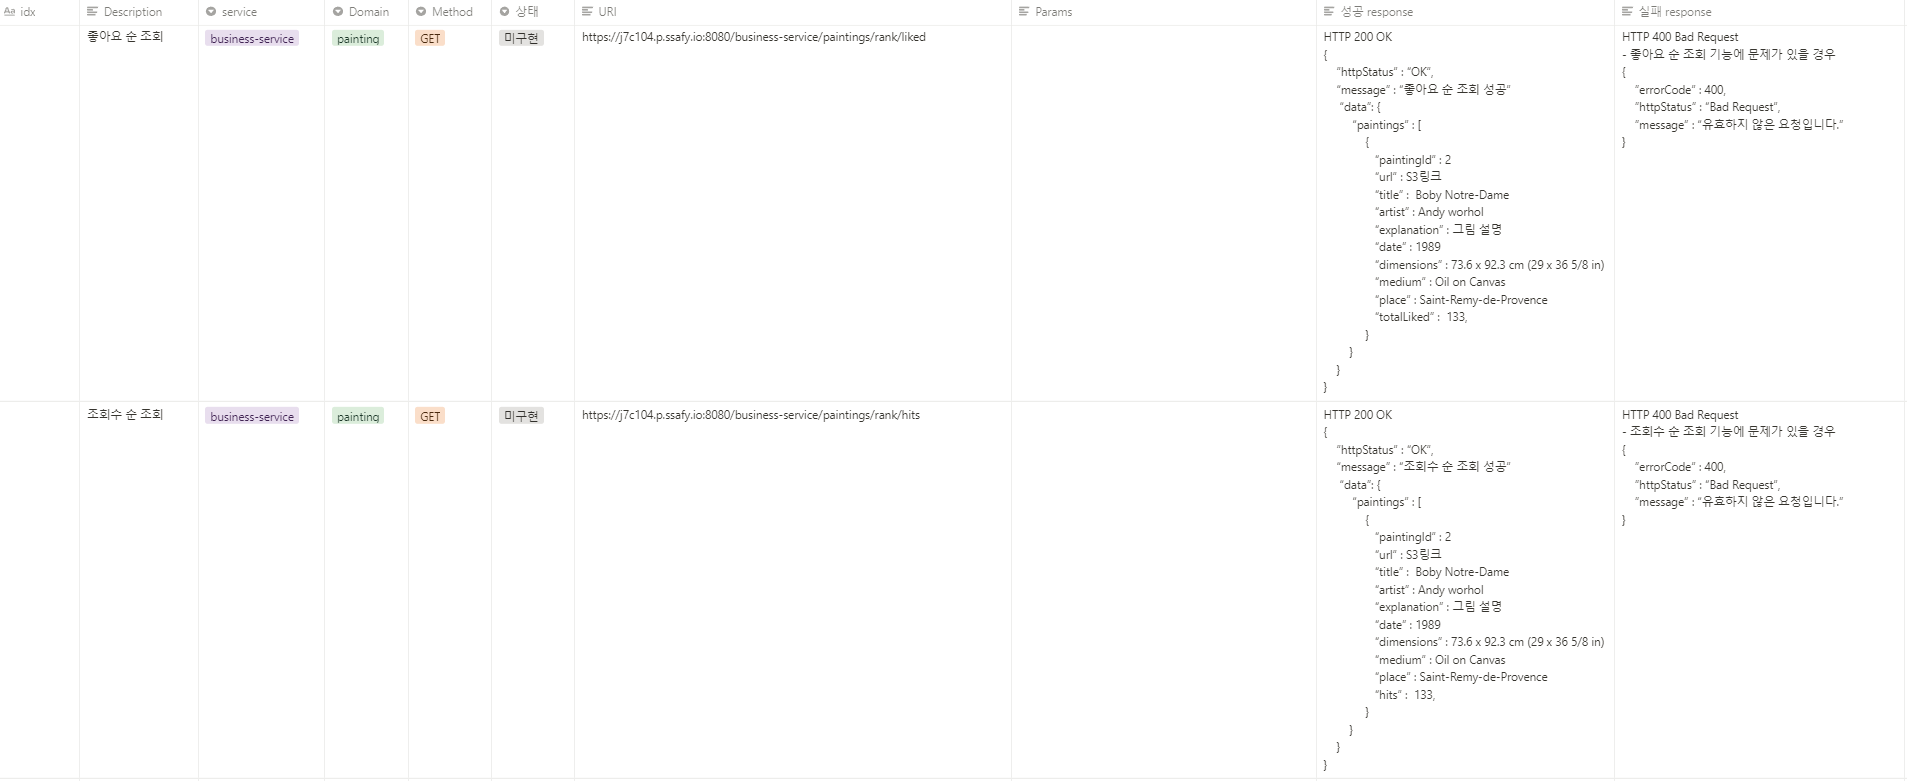 Aa idx Description service Domain Method 상태 URI Params 성공 response 실패 response
좋아요 순 조회 business-service painting GET 미구현 https://j7c104.p.ssafy.io:8080/business-service/paintings/rank/liked
HTTP 200 OK
{
"httpStatus" : "OK",
"message" : "좋아요 순 조회 성공"
"data": {
"paintings" : [
{
"paintingId" : 2
"url" : S3링크
"title" : Boby Notre-Dame
"artist" : Andy worhol
"explanation" : 그림 설명
"date" : 1989
"dimensions" : 73.6 x 92.3 cm (29 x 36 5/8 in)
"medium" : Oil on Canvas
"place" : Saint-Remy-de-Provence
"totalLiked" : 133,
}
}
}
}
HTTP 400 Bad Request
- 좋아요 순 조회 기능에 문제가 있을 경우
{
"errorCode" : 400,
"httpStatus" : "Bad Request",
"message" : "유효하지 않은 요청입니다."
}
조회수 순 조회 business-service painting GET 미구현 https://j7c104.p.ssafy.io:8080/business-service/paintings/rank/hits
HTTP 200 OK
{
"httpStatus" : "OK",
"message" : "조회수 순 조회 성공"
"data": {
"paintings" : [
{
"paintingId" : 2
"url" : S3링크
"title" : Boby Notre-Dame
"artist" : Andy worhol
"explanation" : 그림 설명
"date" : 1989
"dimensions" : 73.6 x 92.3 cm (29 x 36 5/8 in)
"medium" : Oil on Canvas
"place" : Saint-Remy-de-Provence
"hits" : 133,
}
}
}
}
HTTP 400 Bad Request
- 조회수 순 조회 기능에 문제가 있을 경우
{
"errorCode" : 400,
"httpStatus" : "Bad Request",
"message" : "유효하지 않은 요청입니다."
}